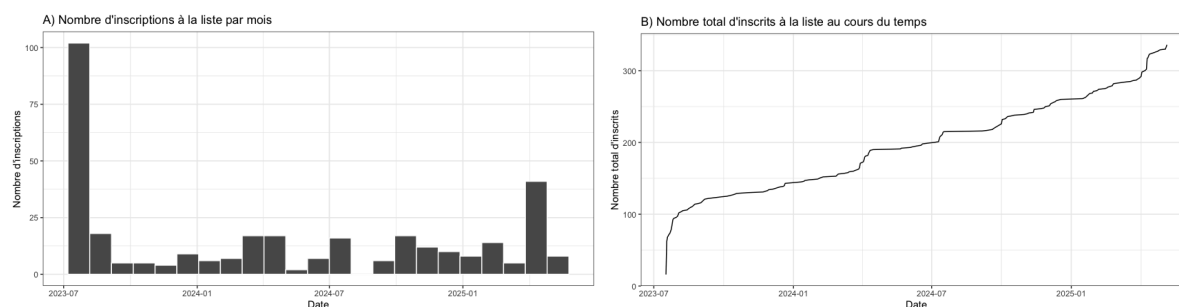 A) Nombre d'inscriptions à la liste par mois
Nombre d'inscriptions
100
75
50
25
0
2023-07
2024-01
2024-07
2025-01
Date
B) Nombre total d'inscrits à la liste au cours du temps
Nombre total d'inscrits
300
200
100
0
2023-07
2024-01
2024-07
2025-01
Date